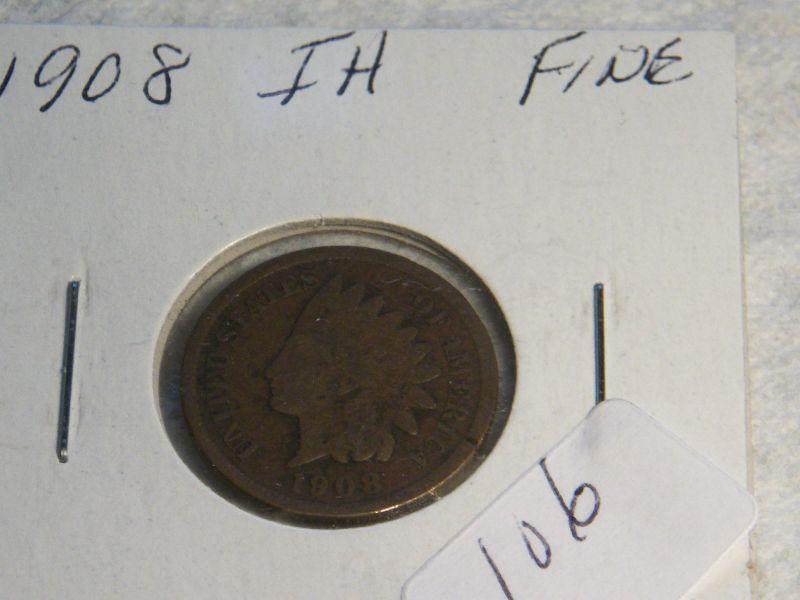 1908 IH FINE
UNITED STATES OF AMERICA
1908
106